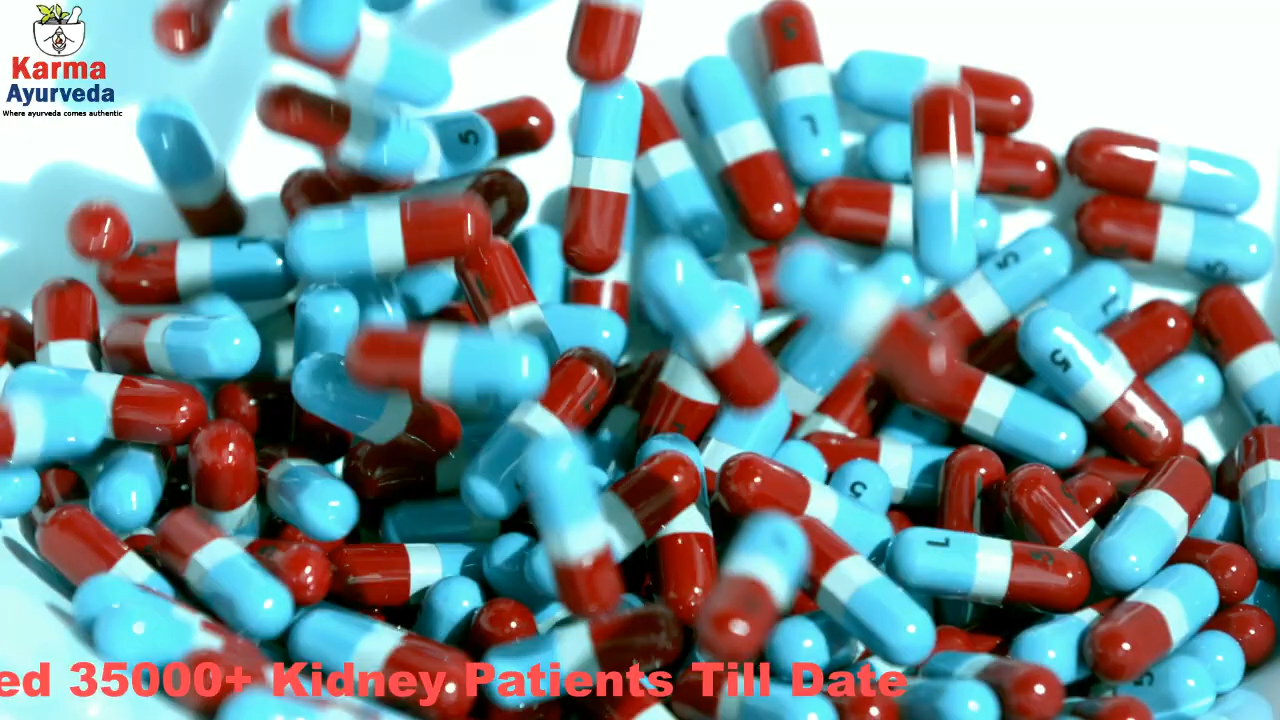 Karma
Ayurveda
Where ayurveda comes authentic
ed 35000+ Kidney Patients Till Date